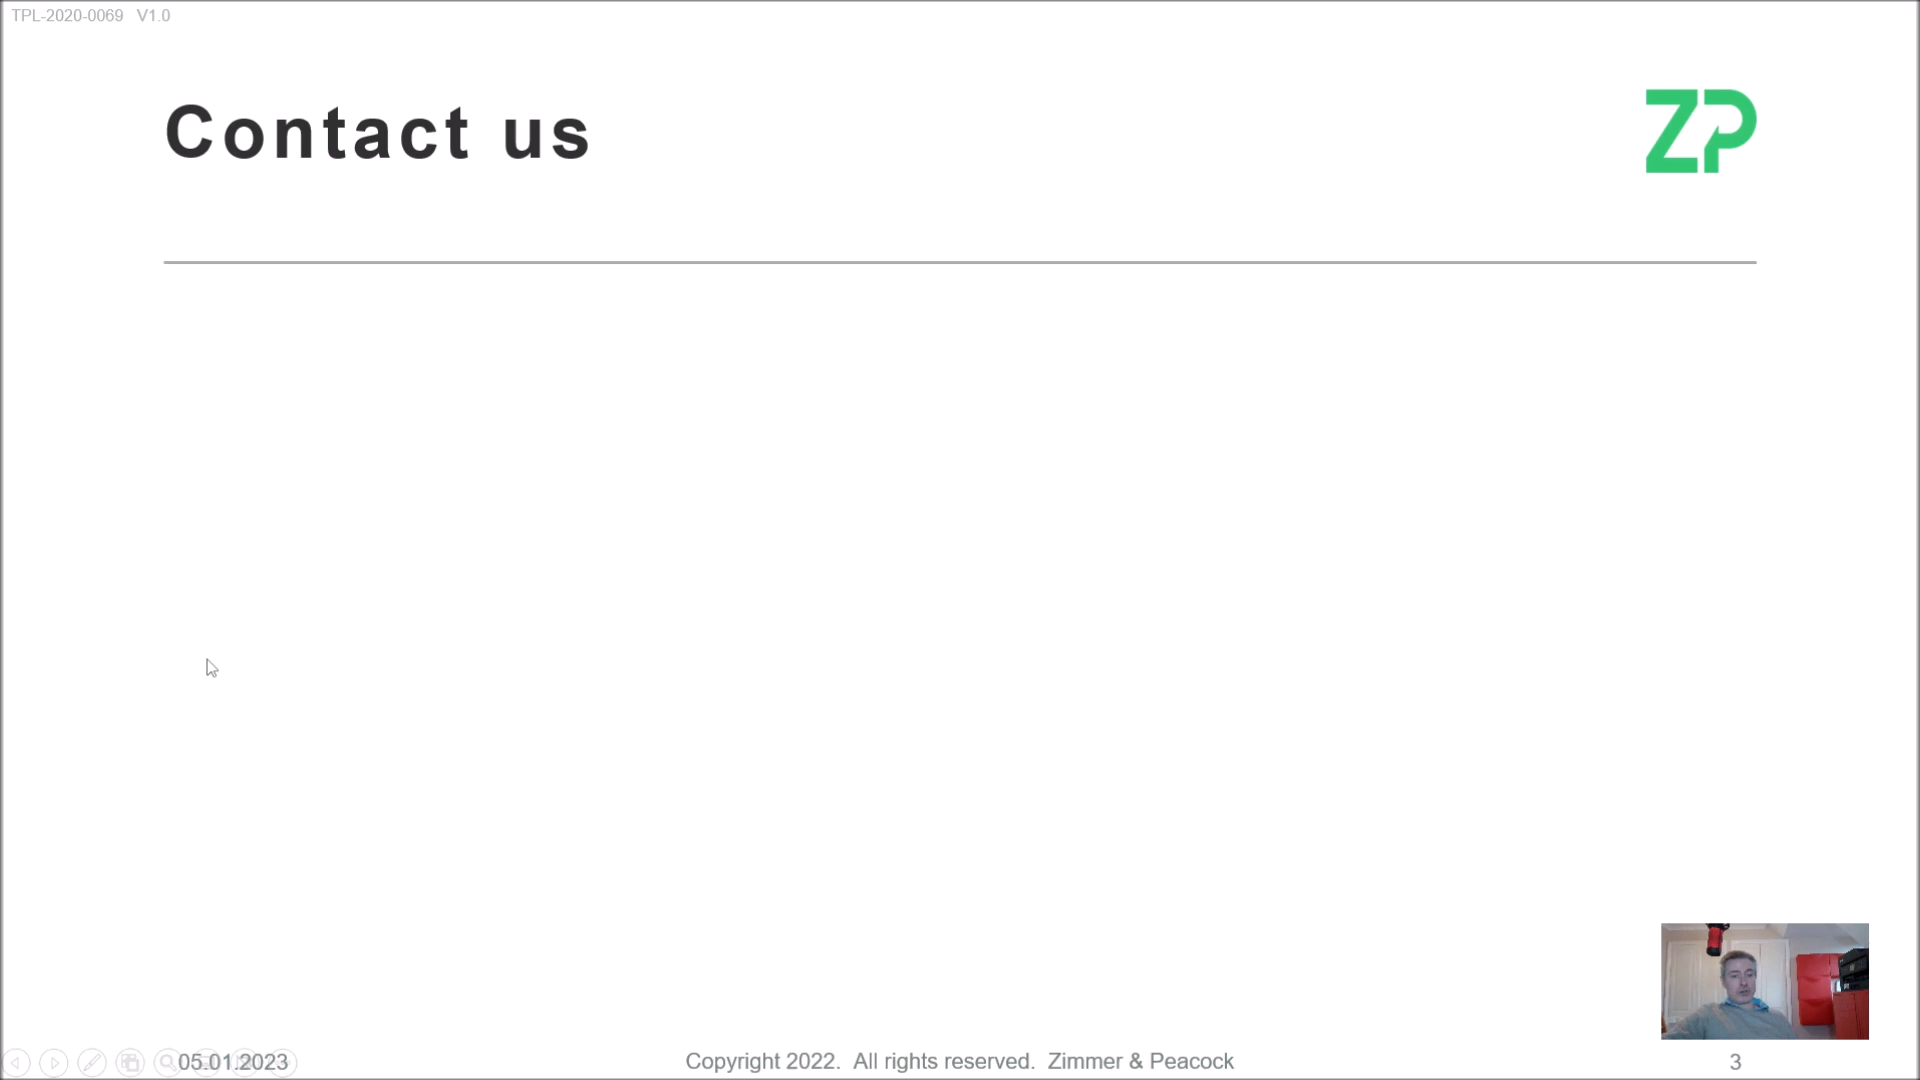 TPL-2020-0069 V1.0
Contact us
ZP
05.01.2023
Copyright 2022. All rights reserved. Zimmer & Peacock
3